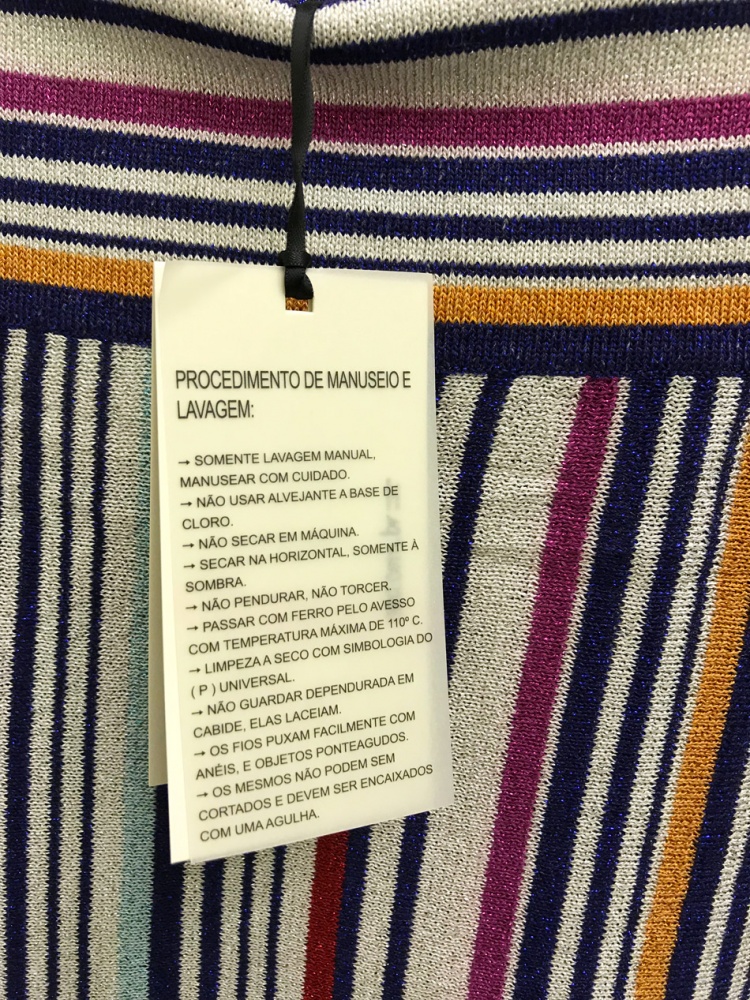 PROCEDIMENTO DE MANUSEIO E
LAVAGEM:
→ SOMENTE LAVAGEM MANUAL,
MANUSEAR COM CUIDADO.
→ NÃO USAR ALVEJANTE A BASE DE
CLORO.
→ NÃO SECAR EM MÁQUINA.
→ SECAR NA HORIZONTAL, SOMENTE À
SOMBRA.
→ NÃO PENDURAR, NÃO TORCER.
→ PASSAR COM FERRO PELO AVESSO
COM TEMPERATURA MÁXIMA DE 110º C.
→ LIMPEZA A SECO COM SIMBOLOGIA DO
( P ) UNIVERSAL.
→ NÃO GUARDAR DEPENDURADA EM
CABIDE, ELAS LACEIAM.
→ OS FIOS PUXAM FACILMENTE COM
ANÉIS, E OBJETOS PONTEAGUDOS.
→ OS MESMOS NÃO PODEM SEM
CORTADOS E DEVEM SER ENCAIXADOS
COM UMA AGULHA.